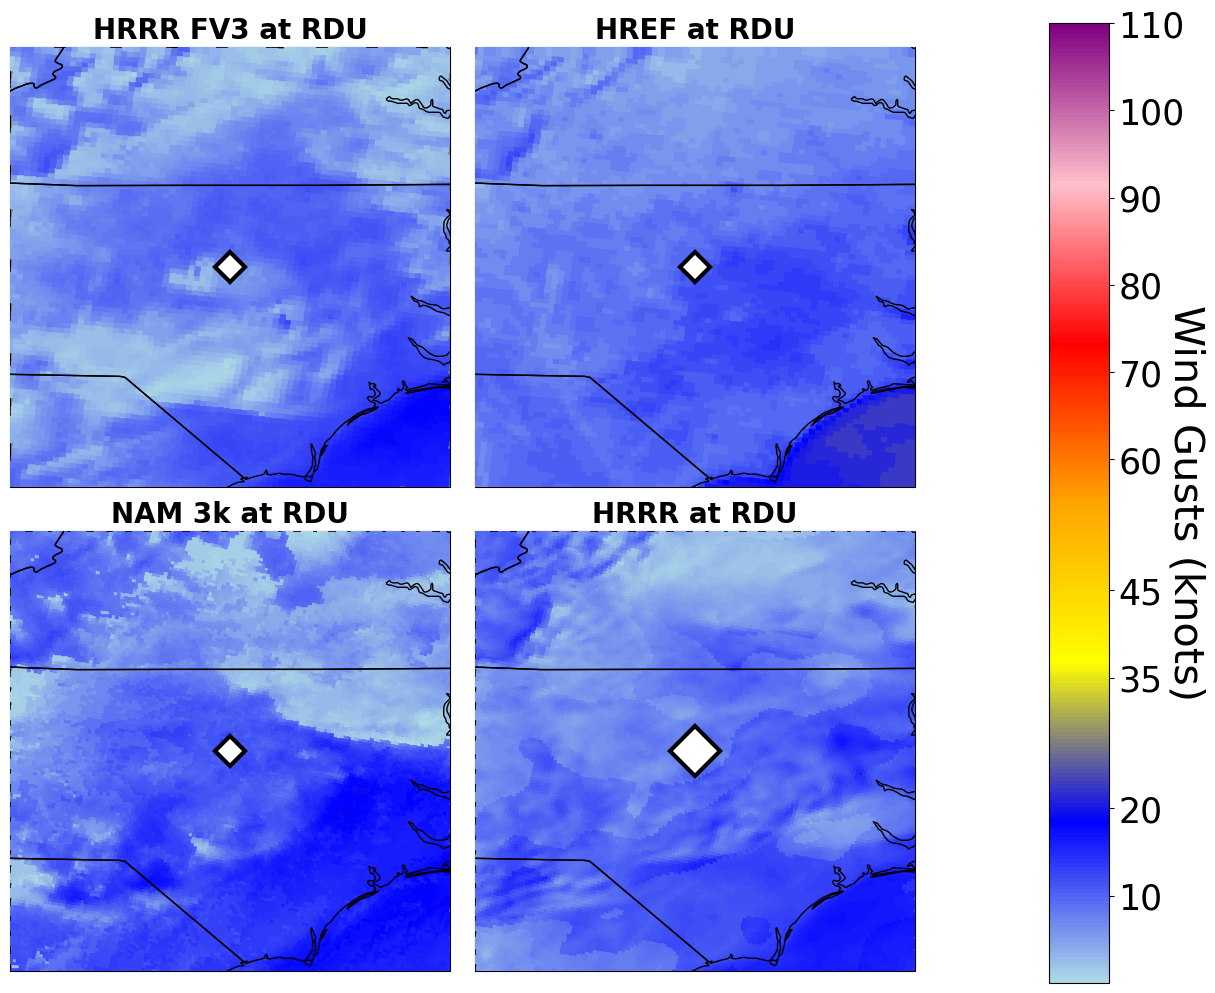 HRRR FV3 at RDU
HREF at RDU
NAM 3k at RDU
HRRR at RDU
110
100
90
80
70
60
45
35
20
10
Wind Gusts (knots)